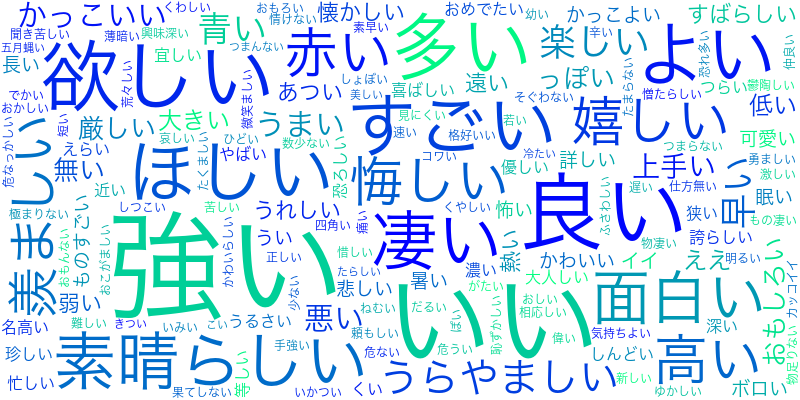 かっこいい
くわしい
おもろい
情けない
懐かしい
素早い
おめでたい
幼い
かっこよい
すばらしい
聞き苦しい
薄暗い
興味深い
青い
赤い
多い
楽しい
辛い
よい
仲良い
五月蝿い
宜しい
つまんない
恐れ多い
長い
欲しい
しょぼい
喜ばしい
遠い
っぽい
たまらない
でかい
荒々しい
微笑ましい
あつい
美しい
そぐわない
つらい
憎たらしい
鬱陶しい
おかしい
大きい
うまい
すごい
見にくい
若い
嬉しい
低い
危なっかしい
短い
厳しい
ひどい
数少ない
速い
格好いい
つまらない
可愛い
哀しい
えらい
やばい
コワい
冷たい
優しい
詳しい
上手い
勇ましい
激しい
羨ましい
無い
たくましい
ほしい
恐ろしい
悔しい
良い
遅い
仕方無い
早い
眠い
近い
しつこい
苦しい
うれしい
くやしい
怖い
ふさわしい
狭い
もの凄い
極まりない
おもんない
ものすごい
おこがましい
強い
かわいらしい
うい
四角い
痛い
凄い
熱い
物凄い
誇らしい
明るい
正しい
惜しい
かわいい
イイ
ええ
おもしろい
カッコイイ
弱い
少ない
たらしい
悲しい
暑い
濃い
がたい
大人しい
いい
面白い
名高い
難しい
きつい
いみい
こい
うるさい
悪い
ねむい
だるい
おしい
相応しい
偉い
気持ちよい
深い
珍しい
素晴らしい
手強い
頼もしい
危ない
危うい
ぽい
恥ずかしい
しんどい
高い
物足りない
忙しい
果てしない
等しい
いかつい
くい
うらやましい
新しい
ゆかしい
ボロい